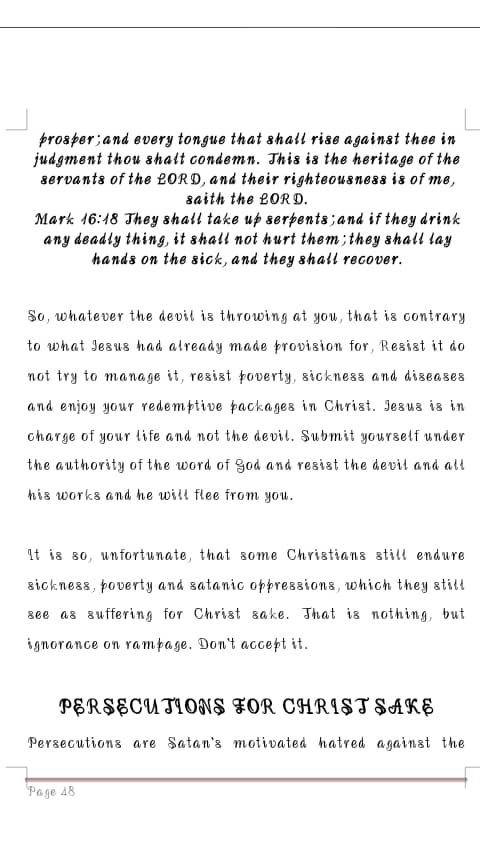 prosper; and every tongue that shall rise against thee in
judgment thou shalt condemn. This is the heritage of the
servants of the LORD, and their righteousness is of me,
saith the LORD.
Mark 16:18 They shall take up serpents; and if they drink
any deadly thing, it shall not hurt them; they shall lay
hands on the sick, and they shall recover.
So, whatever the devil is throwing at you, that is contrary
to what Jesus had already made provision for, Resist it do
not try to manage it, resist poverty, sickness and diseases
and enjoy your redemptive packages in Christ. Jesus is in
charge of your life and not the devil. Submit yourself under
the authority of the word of God and resist the devil and all
his works and he will flee from you.
It is so, unfortunate, that some Christians still endure
sickness, poverty and satanic oppressions, which they still
see as suffering for Christ sake. That is nothing, but
ignorance on rampage. Don't accept it.
PERSECUTIONS FOR CHRIST SAKE
Persecutions are Satan's motivated hatred against the
Page 48